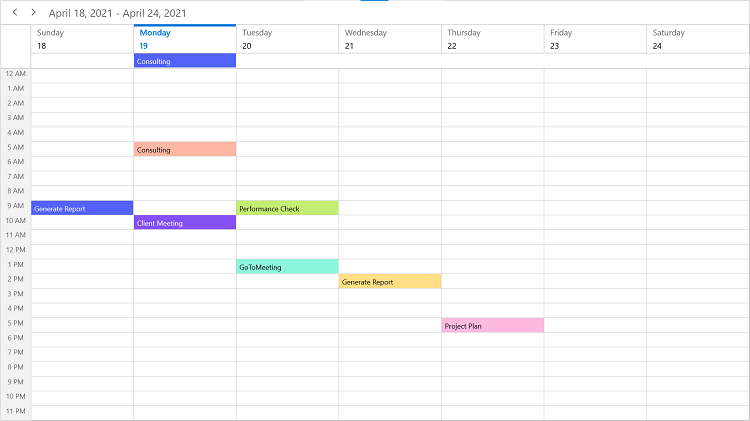 April 18, 2021 - April 24, 2021
Sunday Monday Tuesday Wednesday Thursday Friday Saturday
18 19 20 21 22 23 24
Consulting
12 AM
1 AM
2 AM
3 AM
4 AM
5 AM Consulting
6 AM
7 AM
8 AM
9 AM Generate Report Performance Check
10 AM Client Meeting
11 AM
12 PM
1 PM GoToMeeting
2 PM Generate Report
3 PM
4 PM
5 PM Project Plan
6 PM
7 PM
8 PM
9 PM
10 PM
11 PM